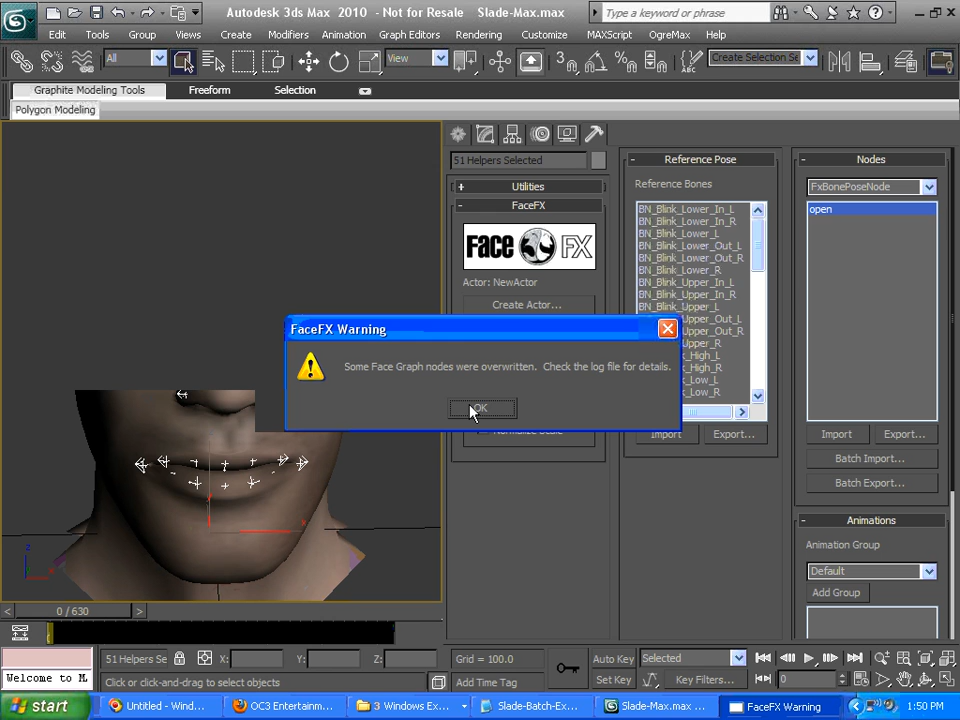 Autodesk 3ds Max 2010 - Not for Resale Slade-Max.max
Type a keyword or phrase
Edit Tools Group Views Create Modifiers Animation Graph Editors Rendering Customize MAXScript OgreMax Help
All View Create Selection Se
Graphite Modeling Tools Freeform Selection
Polygon Modeling
51 Helpers Selected
+ Utilities
- FaceFX
Face FX
Actor: NewActor
Create Actor...
- Reference Pose
Reference Bones
BN_Blink_Lower_In_L
BN_Blink_Lower_In_R
BN_Blink_Lower_L
BN_Blink_Lower_Out_L
BN_Blink_Lower_Out_R
BN_Blink_Lower_R
BN_Blink_Upper_In_L
BN_Blink_Upper_In_R
BN_Blink_Upper_L
Upper_Out_L
Upper_Out_R
Upper_R
High_L
High_R
Low_L
Low_R
Import Export...
- Nodes
FxBonePoseNode
open
Import Export...
Batch Import...
Batch Export...
- Animations
Animation Group
Default
Add Group
FaceFX Warning
Some Face Graph nodes were overwritten. Check the log file for details.
OK
z x
< 0 / 630 >
0
51 Helpers Se X: Y: Z: Grid = 100.0 Auto Key Selected
Welcome to M. Click or click-and-drag to select objects Add Time Tag Set Key Key Filters... 0
start Untitled - Wind... OC3 Entertainm... 3 Windows Ex... Slade-Batch-Ex... Slade-Max.max ... FaceFX Warning 1:50 PM